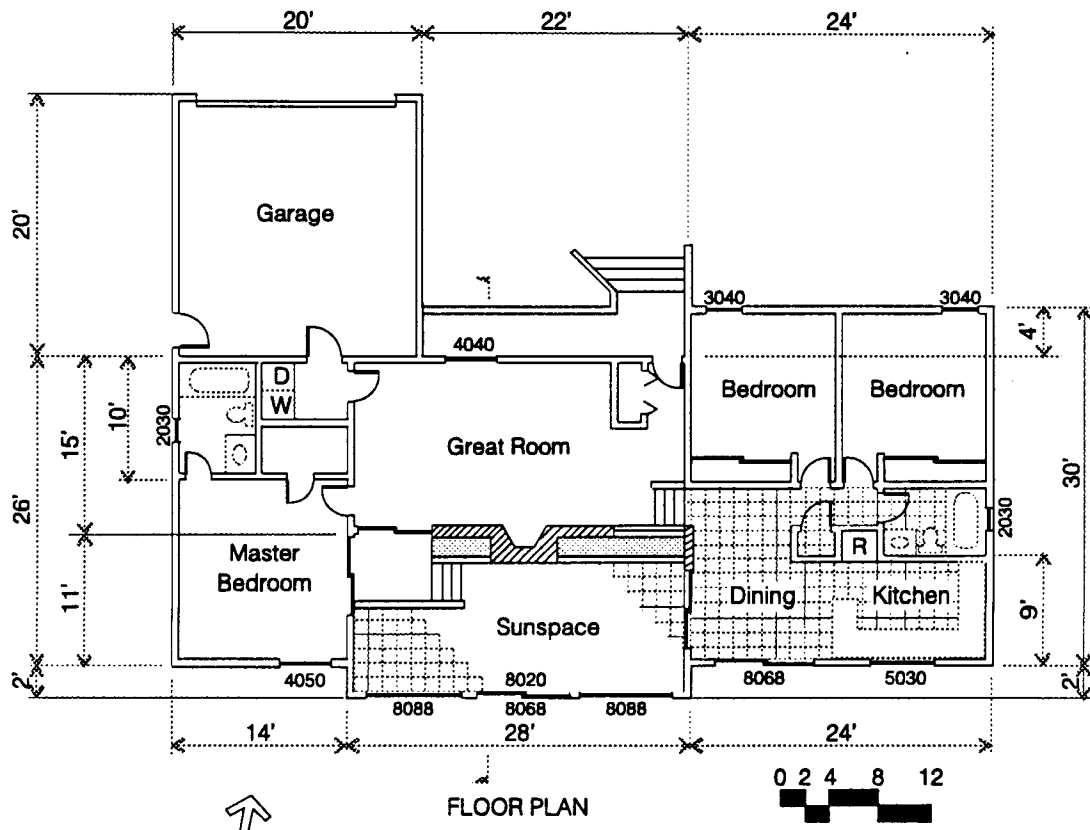 20' 22' 24'
20'
Garage
3040 3040
4'
4040
D
W
Bedroom Bedroom
10'
2030
15'
Great Room
30'
26'
2030
R
Master
Bedroom
11'
Dining Kitchen
9'
Sunspace
2'
4050
8020
8068 5030
2'
8088 8068 8088
14' 28' 24'
0 2 4 8 12
FLOOR PLAN